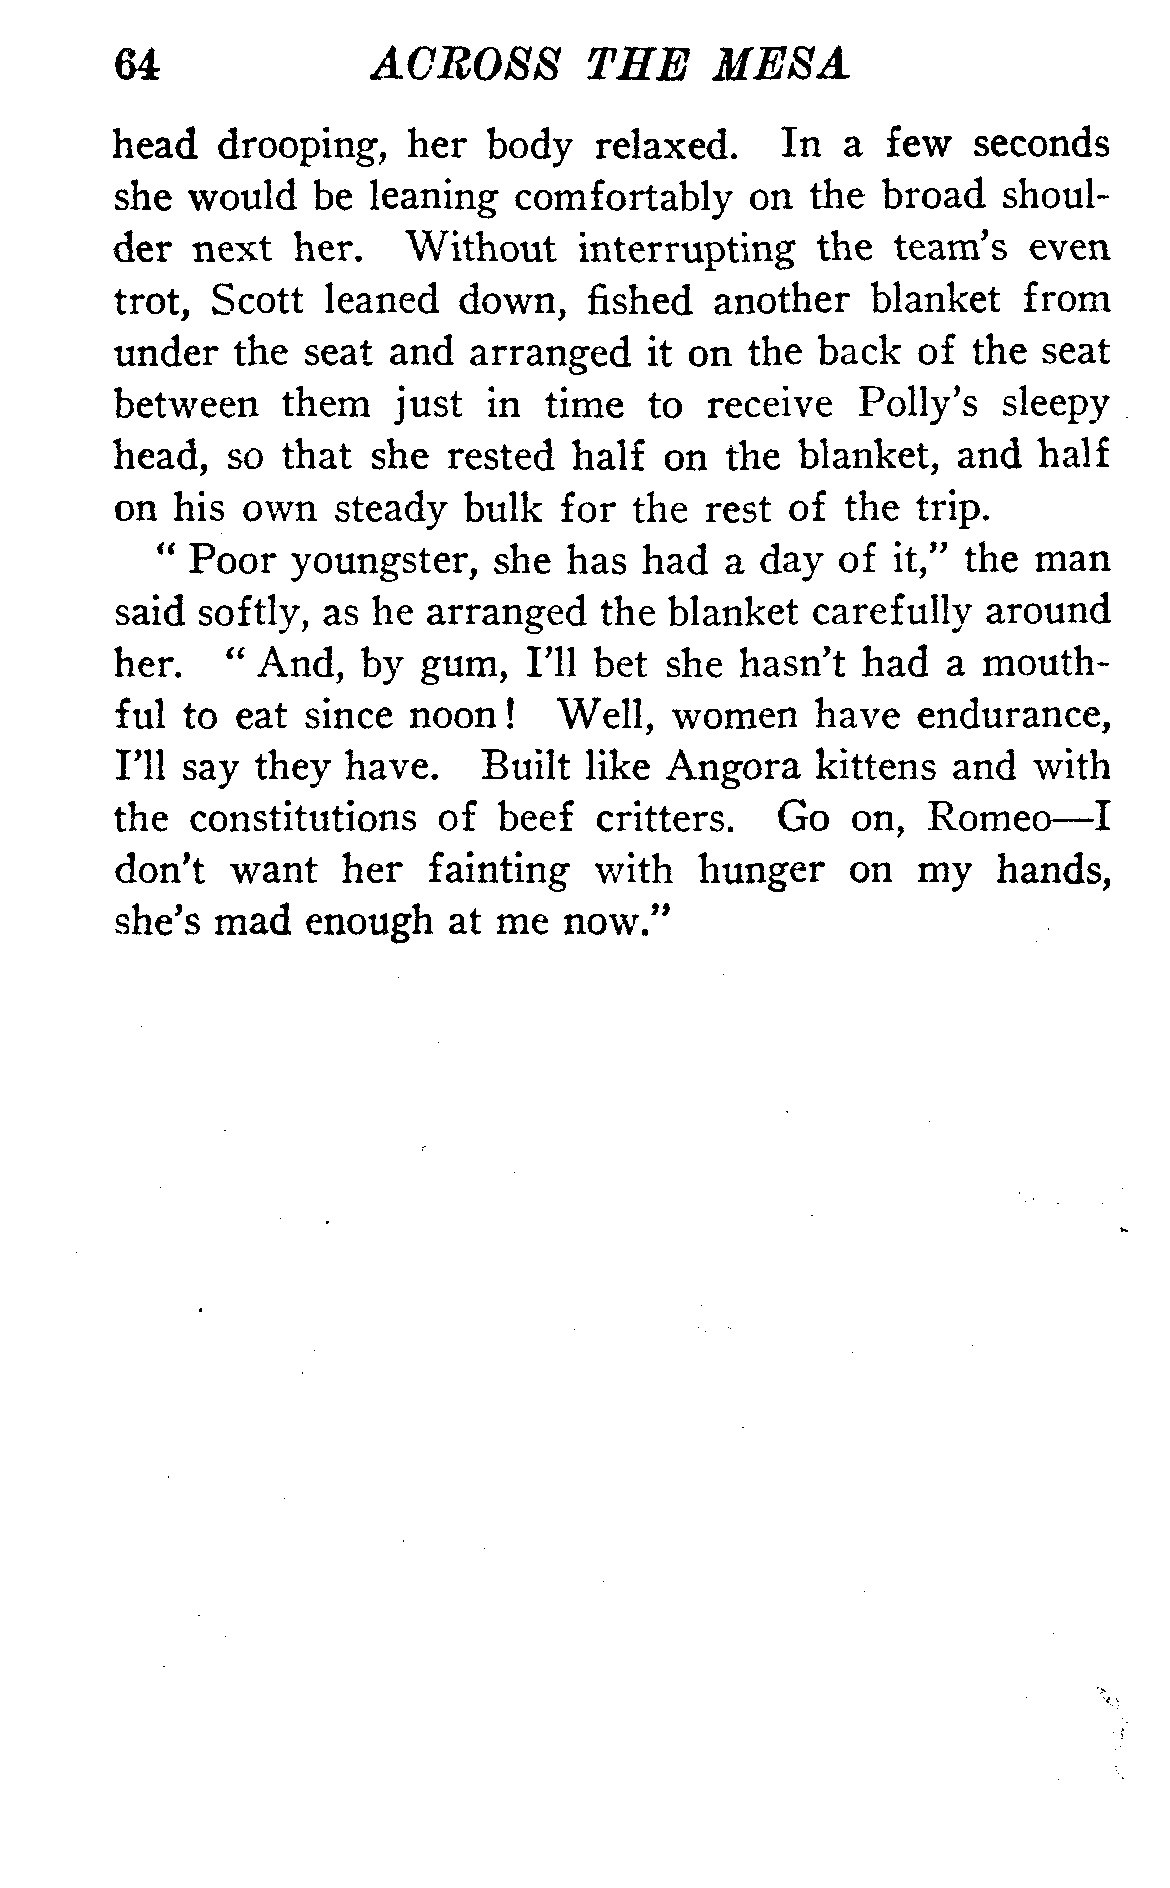 64 ACROSS THE MESA
head drooping, her body relaxed. In a few seconds
she would be leaning comfortably on the broad shoul-
der next her. Without interrupting the team's even
trot, Scott leaned down, fished another blanket from
under the seat and arranged it on the back of the seat
between them just in time to receive Polly's sleepy
head, so that she rested half on the blanket, and half
on his own steady bulk for the rest of the trip.
“ Poor youngster, she has had a day of it,” the man
said softly, as he arranged the blanket carefully around
her. “ And, by gum, I'll bet she hasn't had a mouth-
ful to eat since noon! Well, women have endurance,
I'll say they have. Built like Angora kittens and with
the constitutions of beef critters. Go on, Romeo—I
don't want her fainting with hunger on my hands,
she's mad enough at me now.”